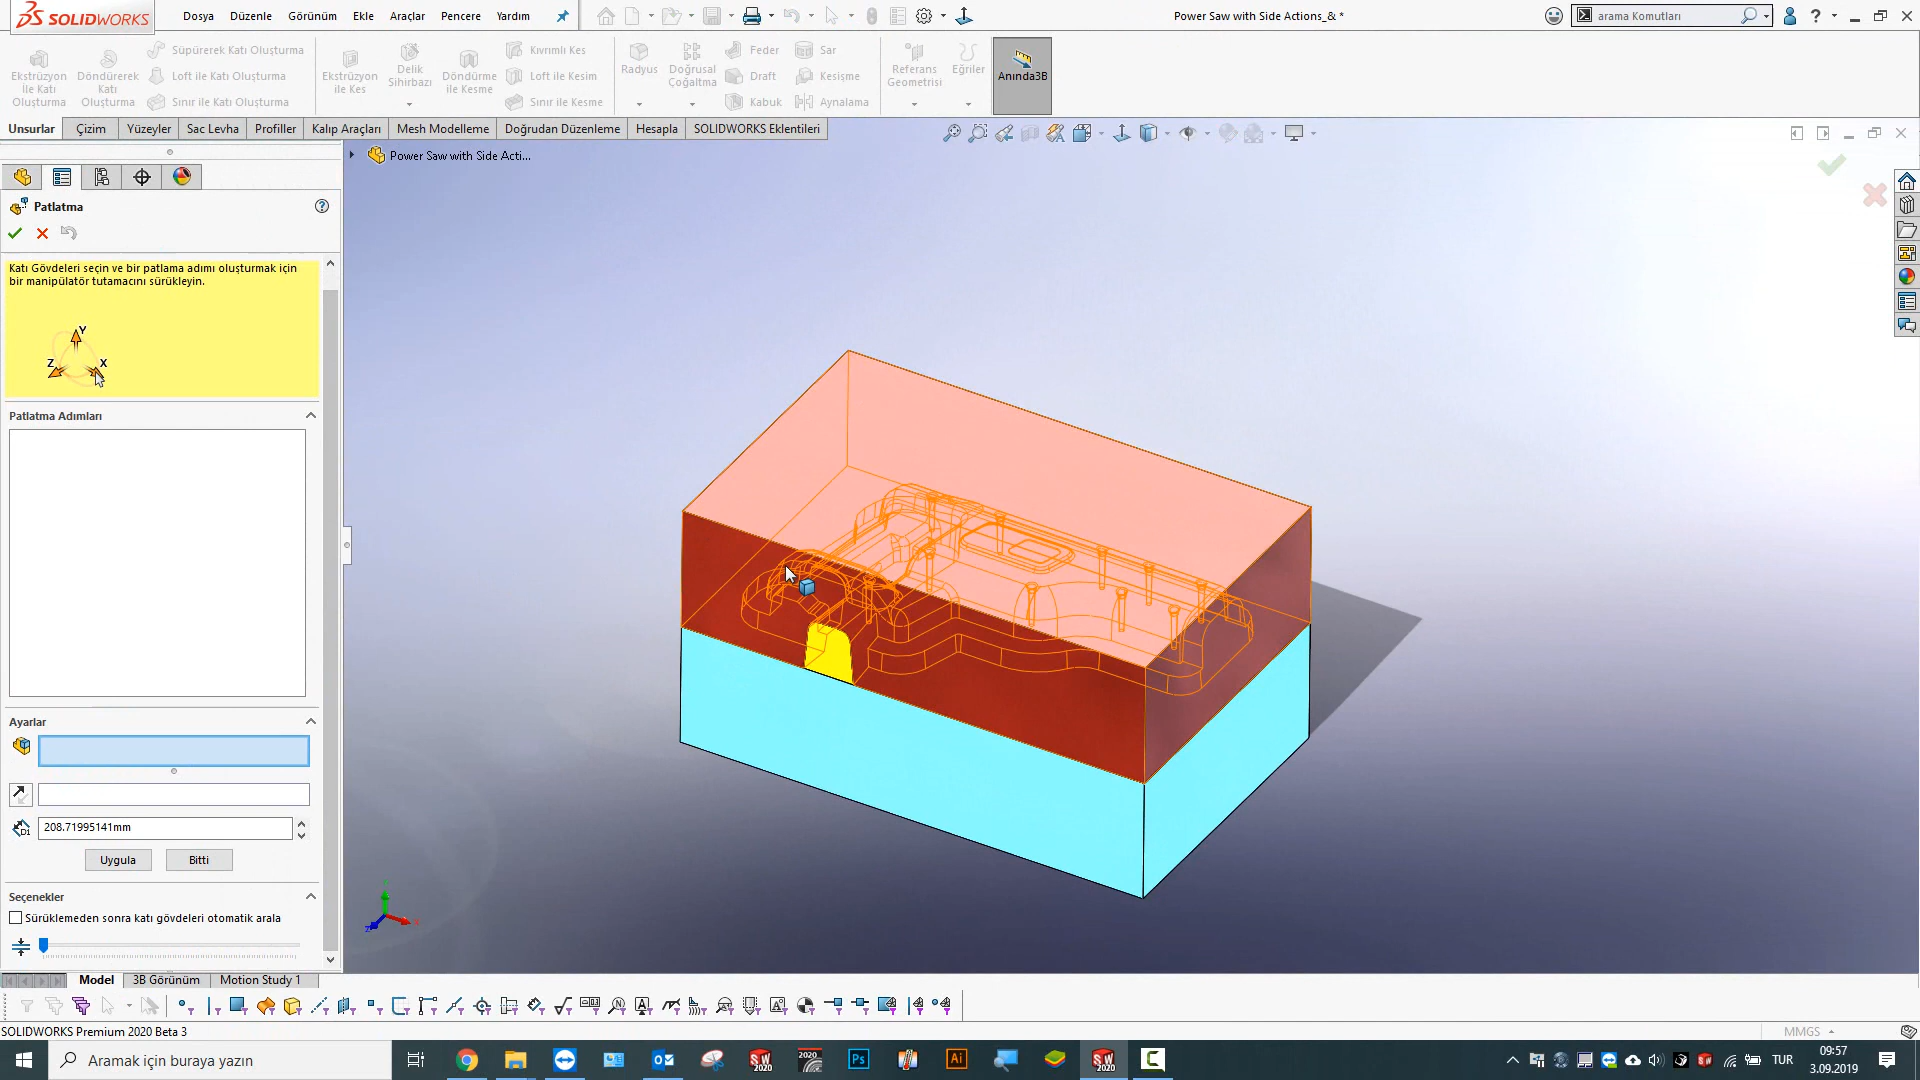 SOLIDWORKS
Dosya Düzenle Görünüm Ekle Araçlar Pencere Yardım
Power Saw with Side Actions_& *
arama Komutları
Ekstrüzyon İle Katı Oluşturma
Döndürerek Katı Oluşturma
Süpürerek Katı Oluşturma
Loft ile Katı Oluşturma
Sınır ile Katı Oluşturma
Ekstrüzyon ile Kes
Delik Sihirbazı
Döndürme ile Kesme
Kıvrımlı Kes
Loft ile Kesim
Sınır ile Kesme
Radyus
Doğrusal Çoğaltma
Feder
Draft
Kabuk
Sar
Kesişme
Aynalama
Referans Geometrisi
Eğriler
Anında3B
Unsurlar Çizim Yüzeyler Sac Levha Profiller Kalıp Araçları Mesh Modelleme Doğrudan Düzenleme Hesapla SOLIDWORKS Eklentileri
Power Saw with Side Acti...
Patlatma
Katı Gövdeleri seçin ve bir patlama adımı oluşturmak için
bir manipülatör tutamacını sürükleyin.
Y
Z X
Patlatma Adımları
Ayarlar
D1
208.71995141mm
Uygula Bitti
Seçenekler
Sürüklemeden sonra katı gövdeleri otomatik arala
Model 3B Görünüm Motion Study 1
SOLIDWORKS Premium 2020 Beta 3
MMGS
Aramak için buraya yazın
TUR
09:57
3.09.2019